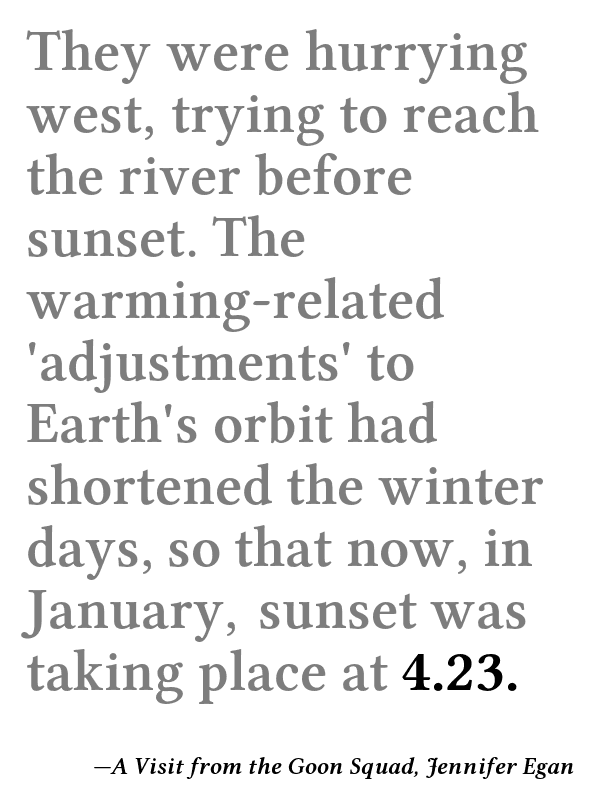 They were hurrying
west, trying to reach
the river before
sunset. The
warming-related
'adjustments' to
Earth's orbit had
shortened the winter
days, so that now, in
January, sunset was
taking place at 4.23.
—A Visit from the Goon Squad, Jennifer Egan